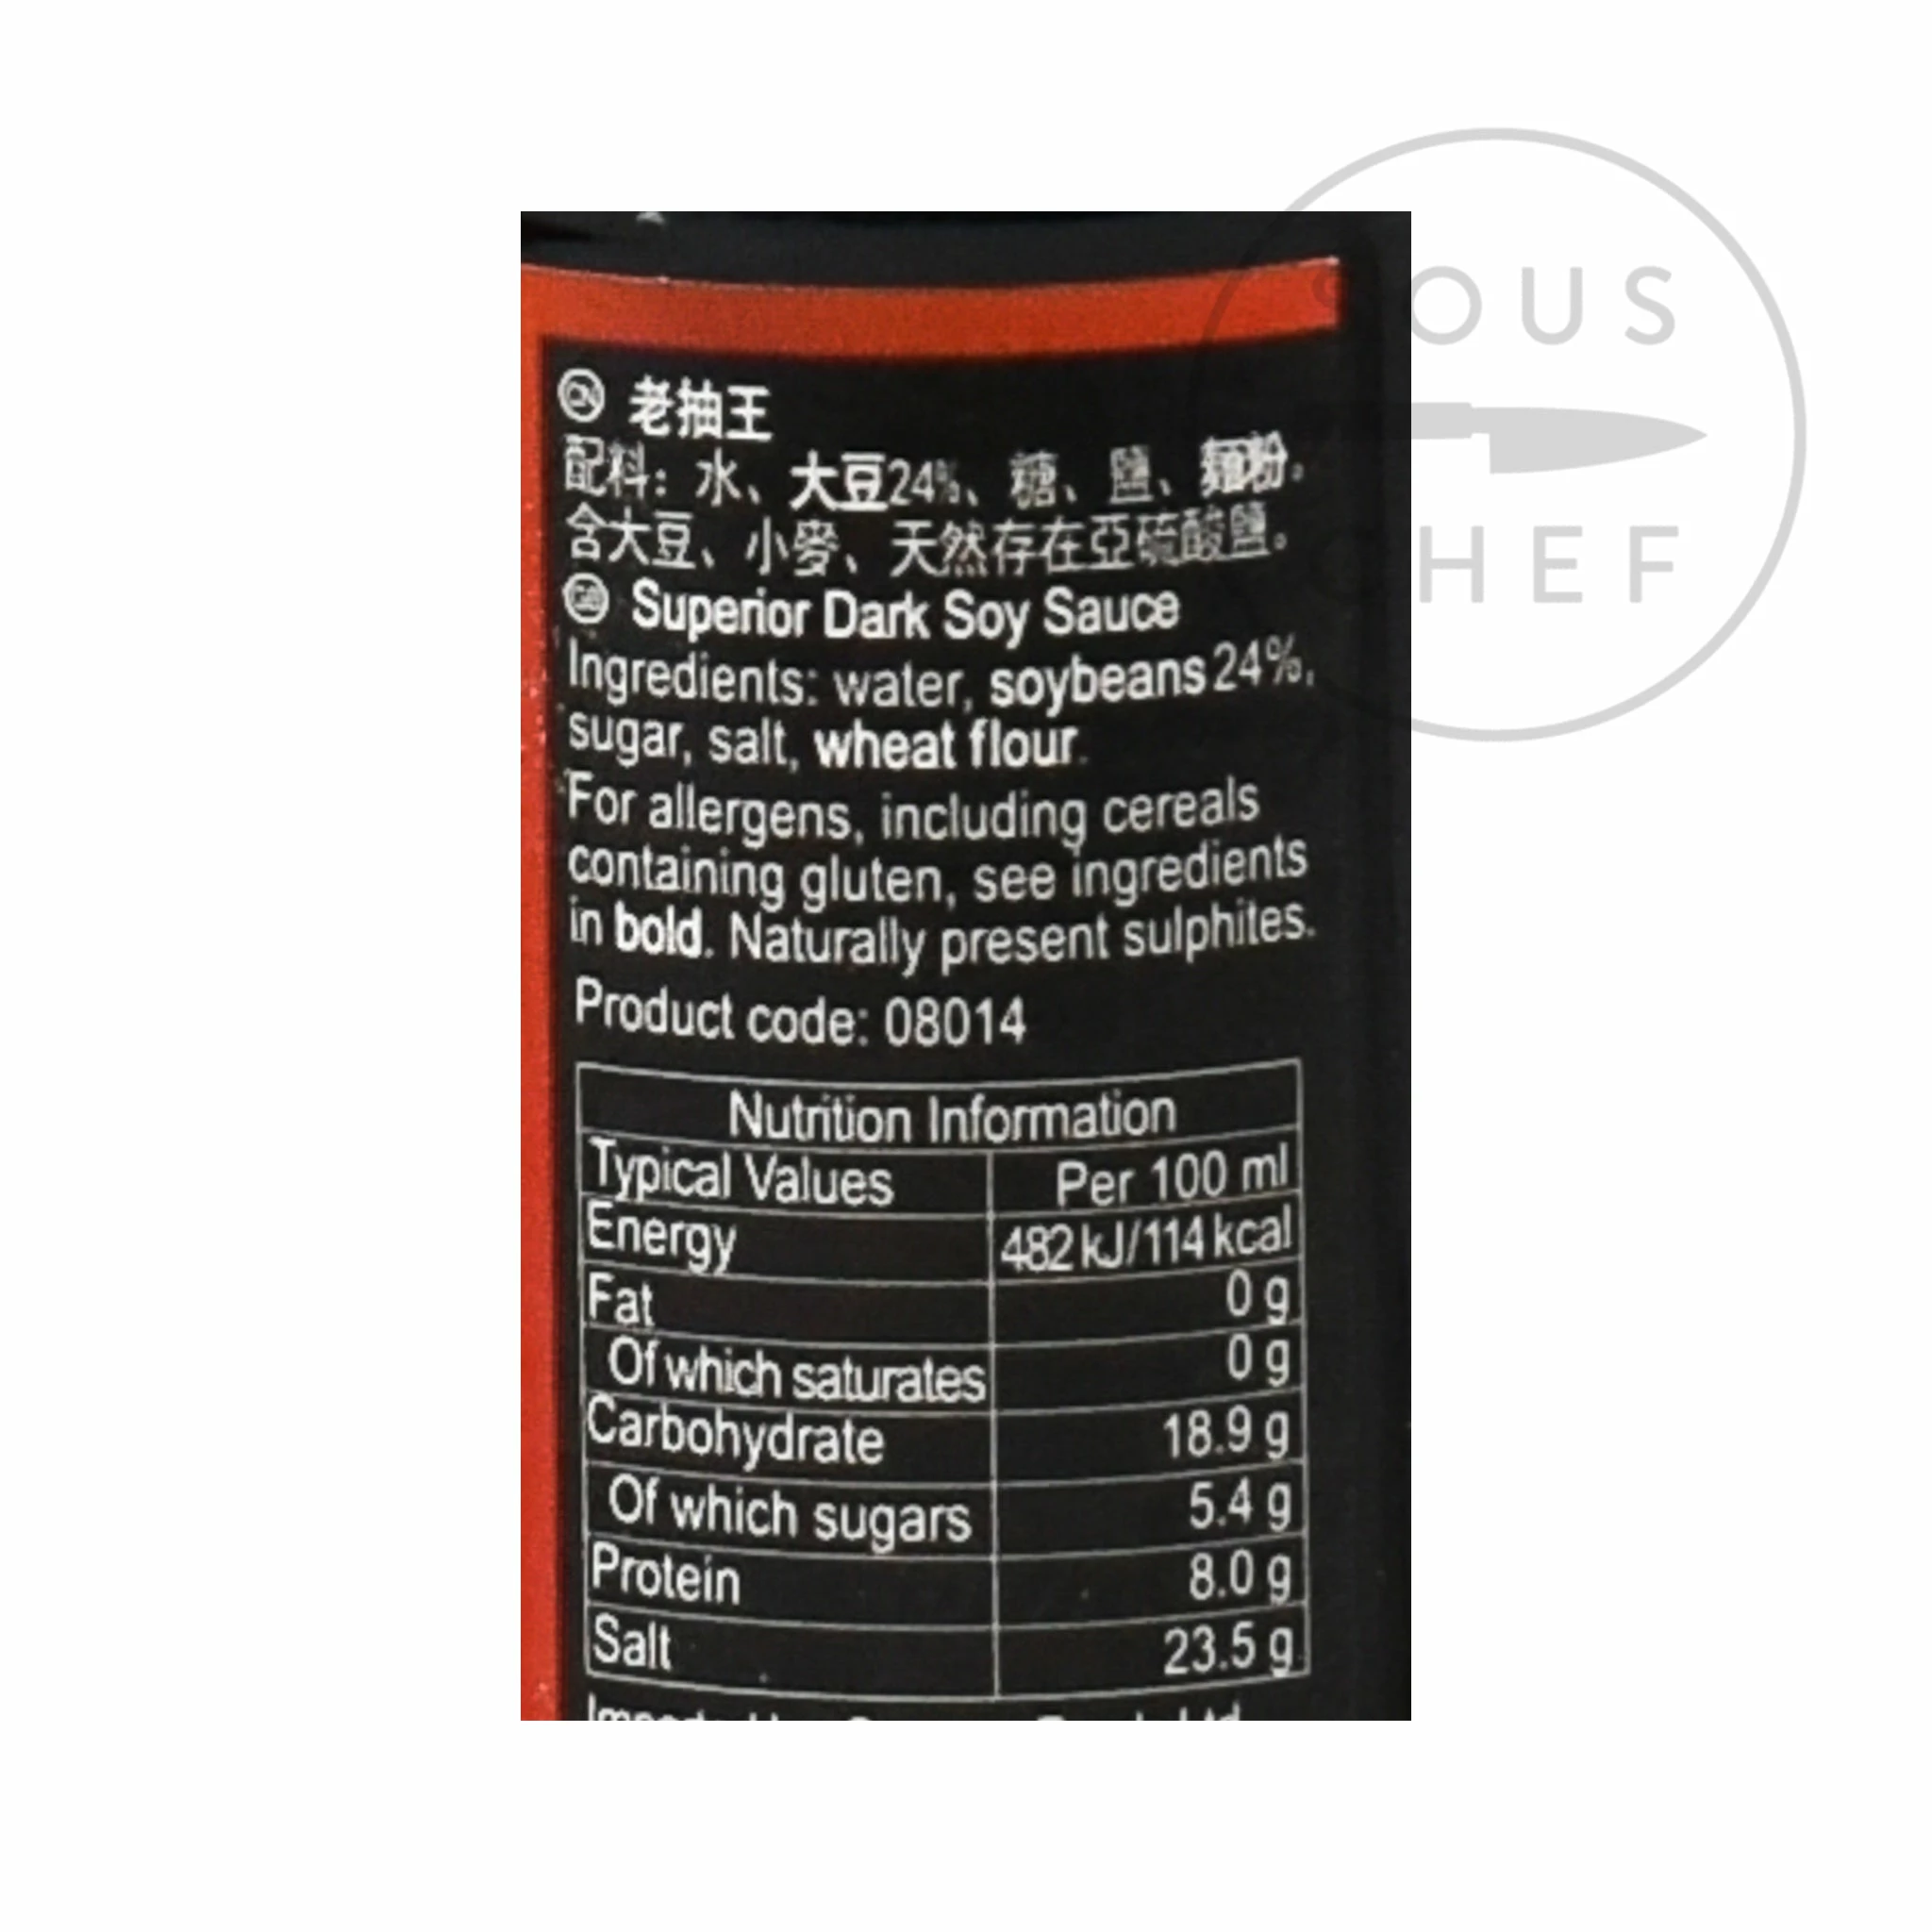 SOUS
CHEF
CN 老抽王
配料：水、大豆24%、糖、鹽、麵粉。
含大豆、小麥、天然存在亞硫酸鹽。
GB Superior Dark Soy Sauce
Ingredients: water, soybeans 24%,
sugar, salt, wheat flour.
For allergens, including cereals
containing gluten, see ingredients
in bold. Naturally present sulphites.
Product code: 08014
Nutrition Information
Typical Values Per 100 ml
Energy 482 kJ/114 kcal
Fat 0 g
Of which saturates 0 g
Carbohydrate 18.9 g
Of which sugars 5.4 g
Protein 8.0 g
Salt 23.5 g